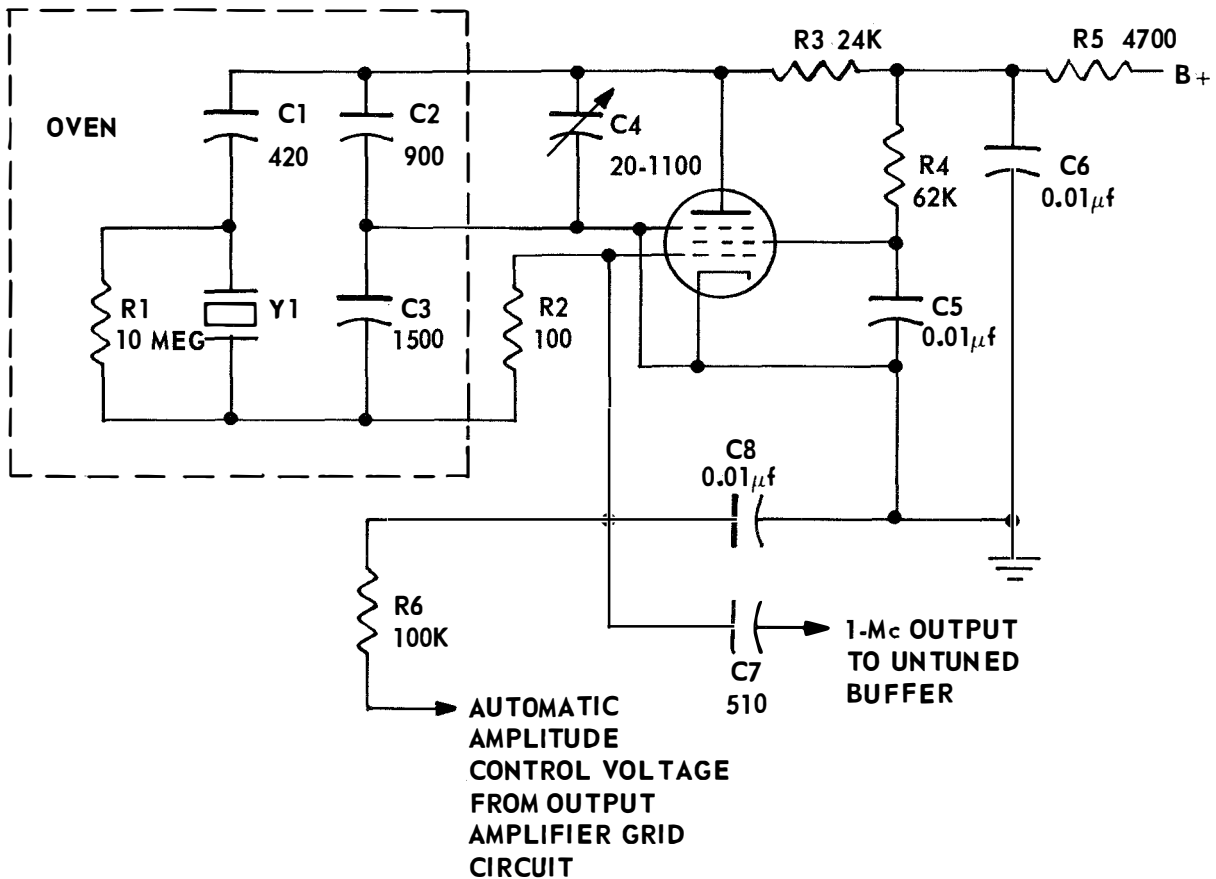 R3 24K
R5 4700
B+
OVEN
C1
420
C2
900
C4
20-1100
R4
62K
C6
0.01μf
R1
10 MEG
Y1
C3
1500
R2
100
C5
0.01μf
C8
0.01μf
R6
100K
C7
510
1-Mc OUTPUT
TO UNTUNED
BUFFER
AUTOMATIC
AMPLITUDE
CONTROL VOLTAGE
FROM OUTPUT
AMPLIFIER GRID
CIRCUIT